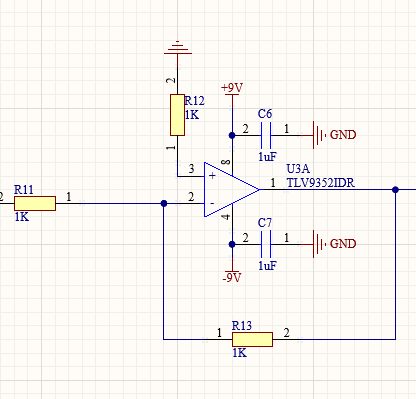 2
R12
1K
1
+9V
C6
2
1
GND
1uF
8
3
+
U3A
TLV9352IDR
1
R11
2
1
1K
2
-
4
C7
2
1
GND
1uF
-9V
R13
1
2
1K